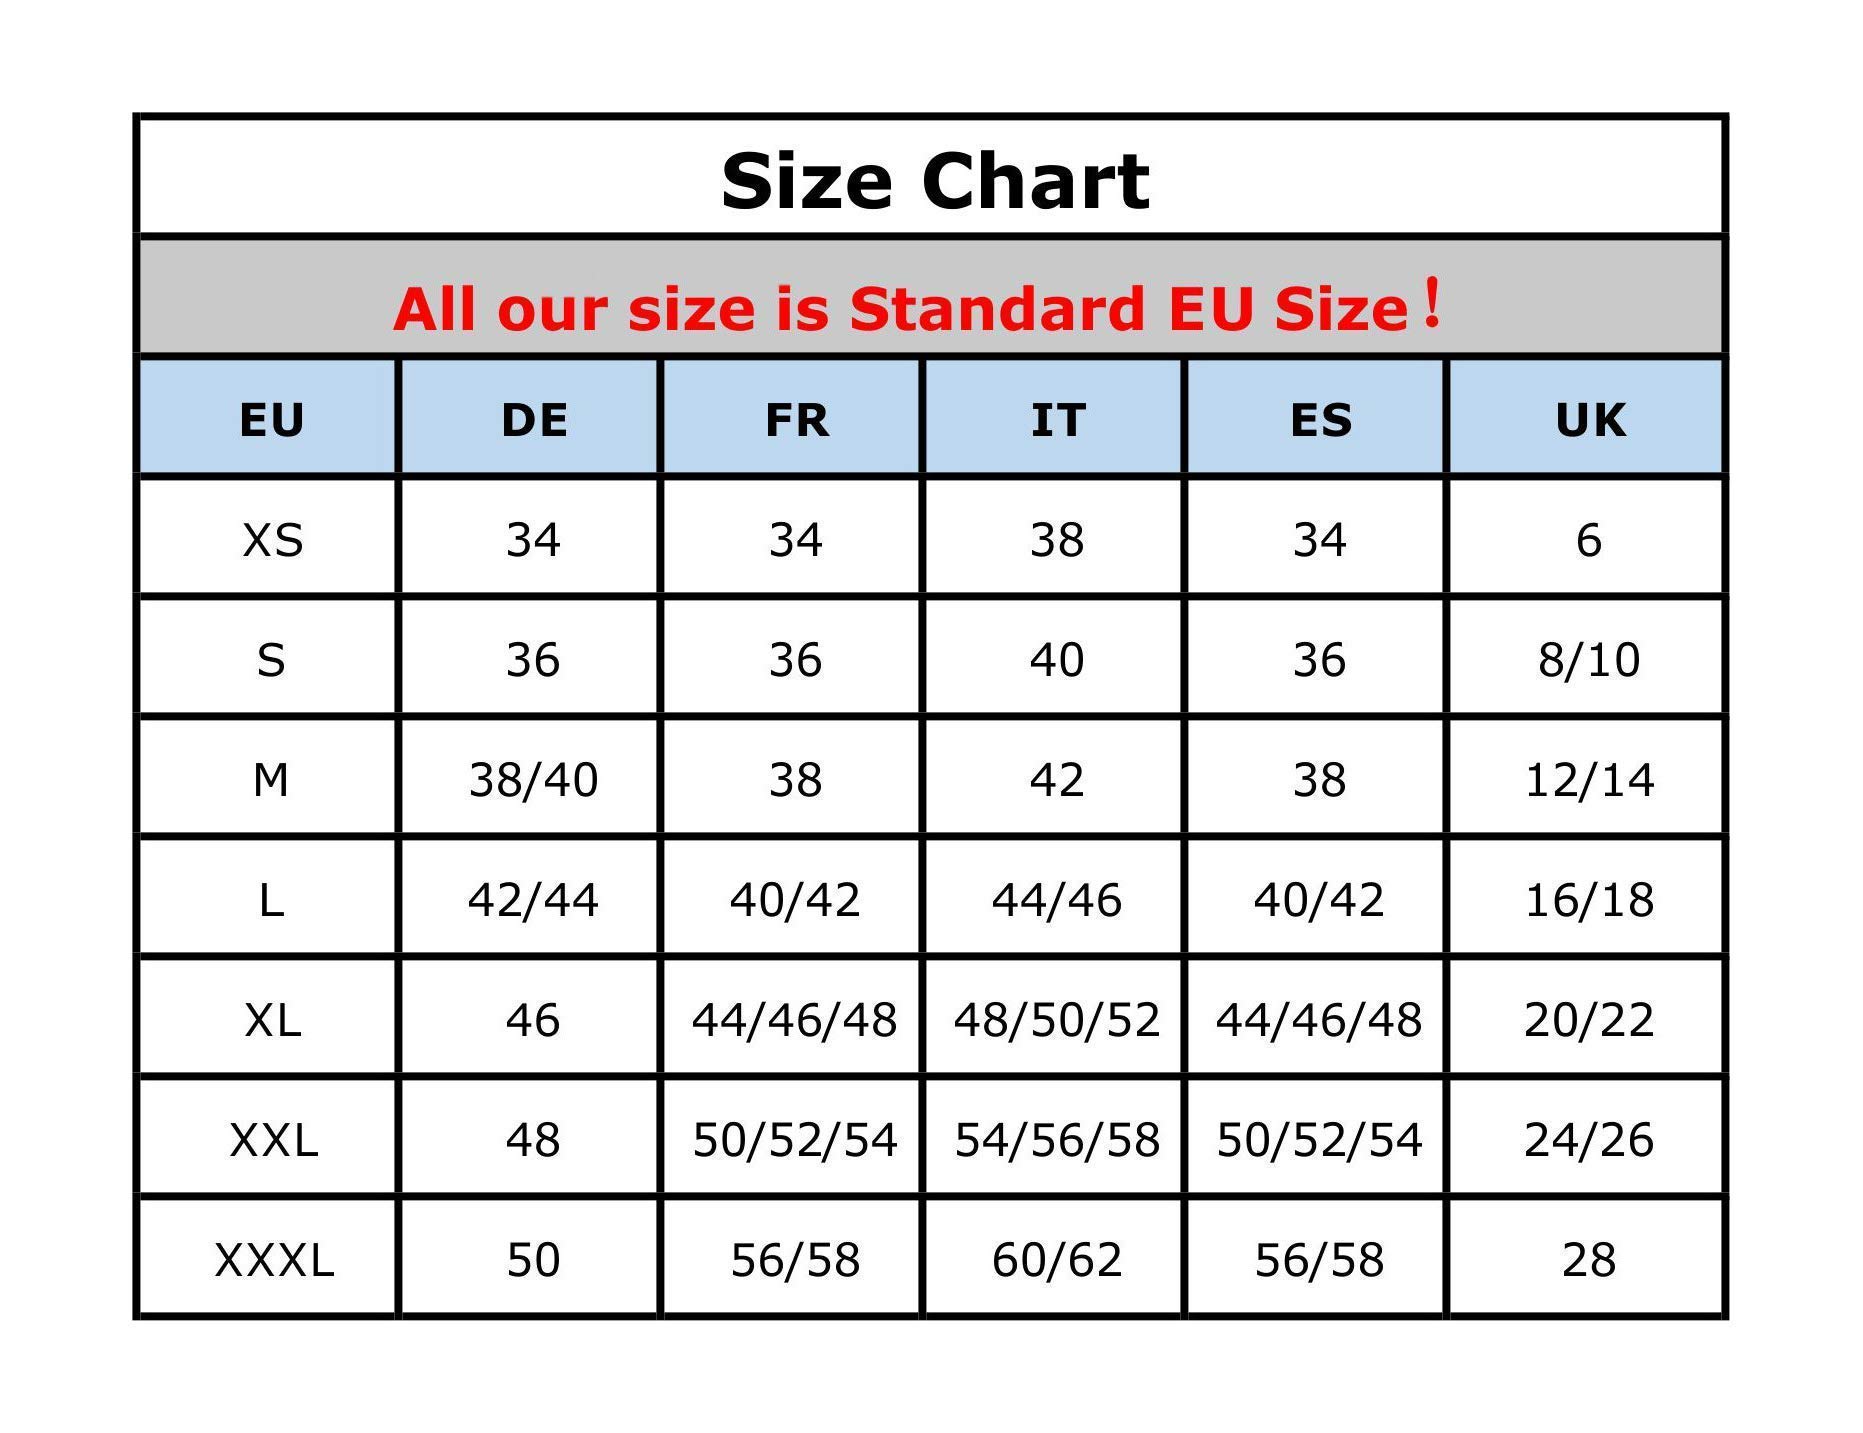 Size Chart
All our size is Standard EU Size！
EU DE FR IT ES UK
XS 34 34 38 34 6
S 36 36 40 36 8/10
M 38/40 38 42 38 12/14
L 42/44 40/42 44/46 40/42 16/18
XL 46 44/46/48 48/50/52 44/46/48 20/22
XXL 48 50/52/54 54/56/58 50/52/54 24/26
XXXL 50 56/58 60/62 56/58 28